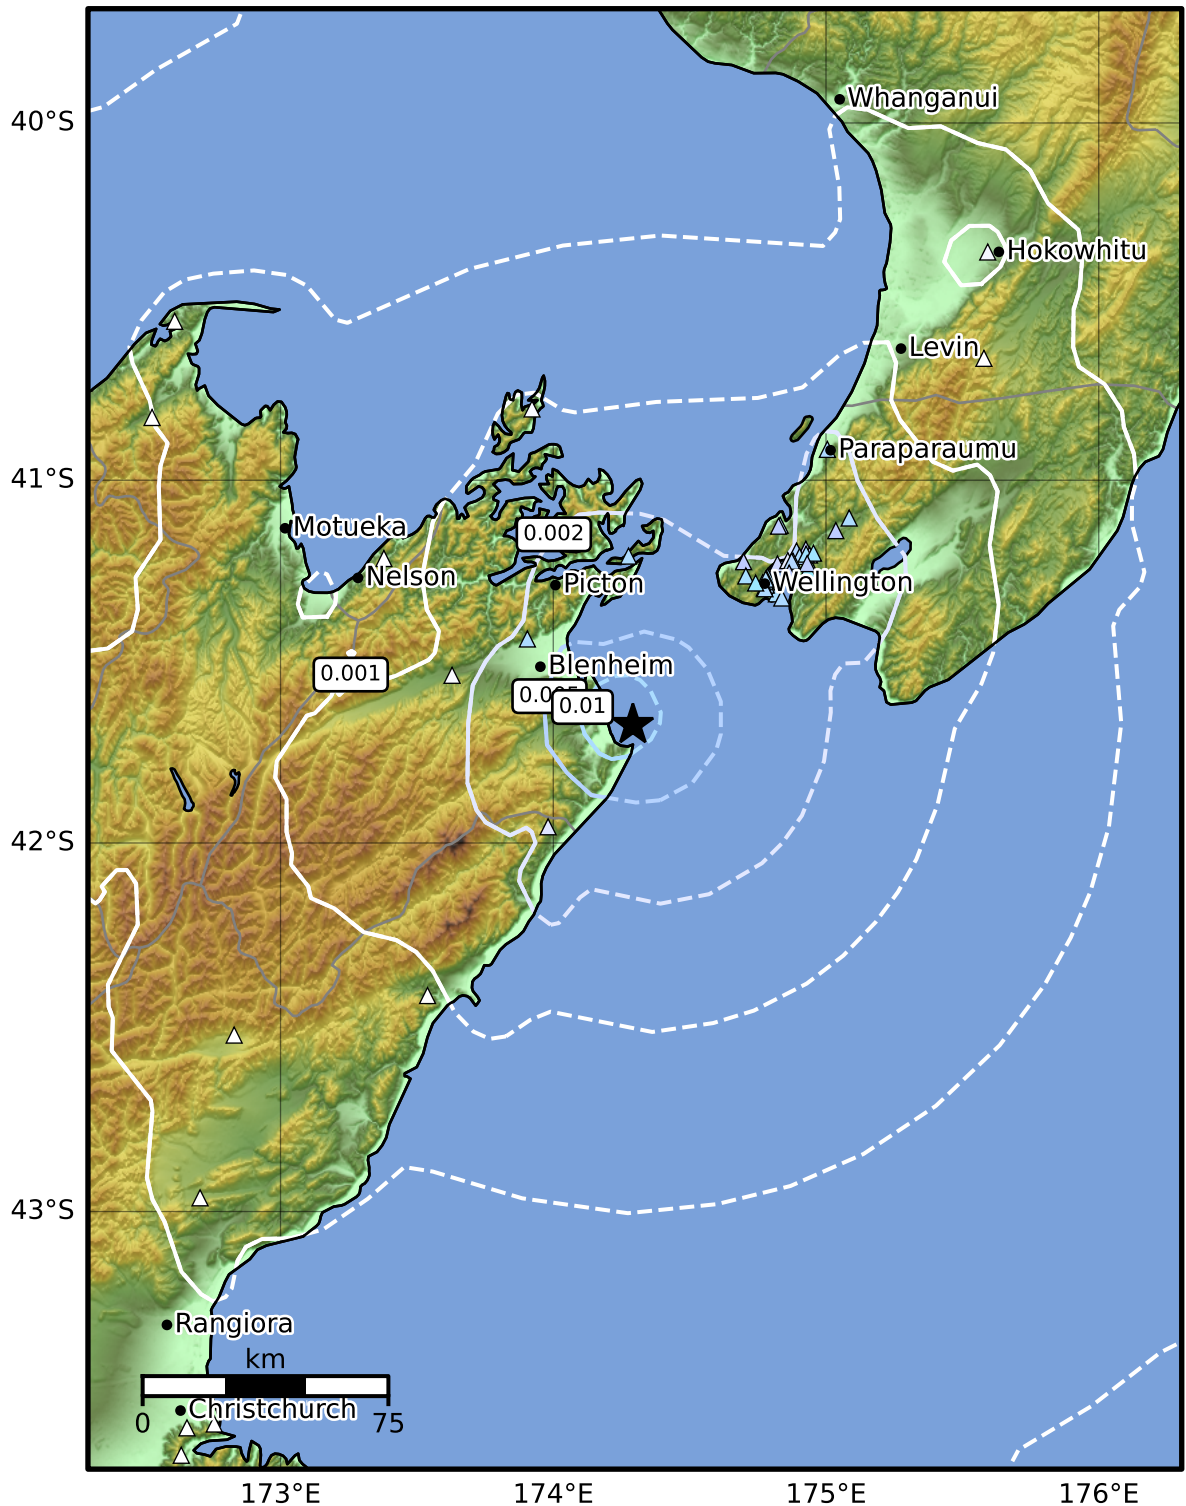 Whanganui
40°S
Hokowhitu
Levin
Paraparaumu
41°S
Motueka
0.002
Nelson
Picton
Wellington
Blenheim
0.001
0.01
42°S
43°S
Rangiora
km
Christchurch
0 75
173°E 174°E 175°E 176°E